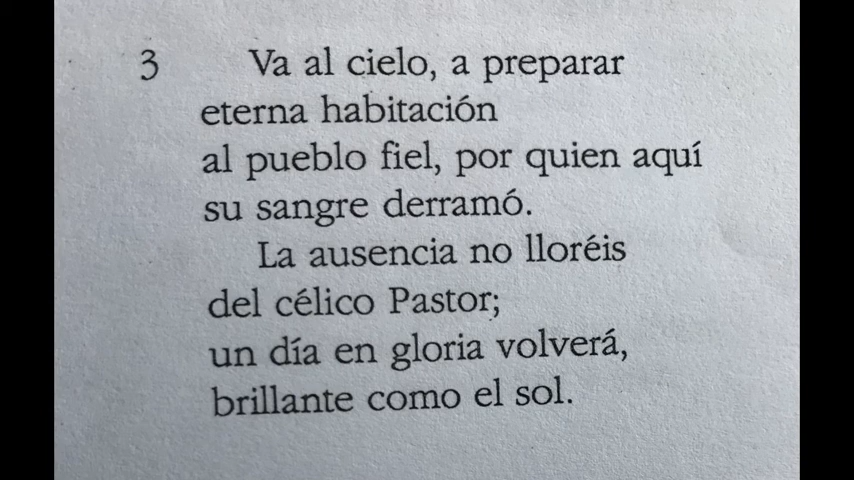 3 Va al cielo, a preparar
eterna habitación
al pueblo fiel, por quien aquí
su sangre derramó.
La ausencia no lloréis
del célico Pastor;
un día en gloria volverá,
brillante como el sol.